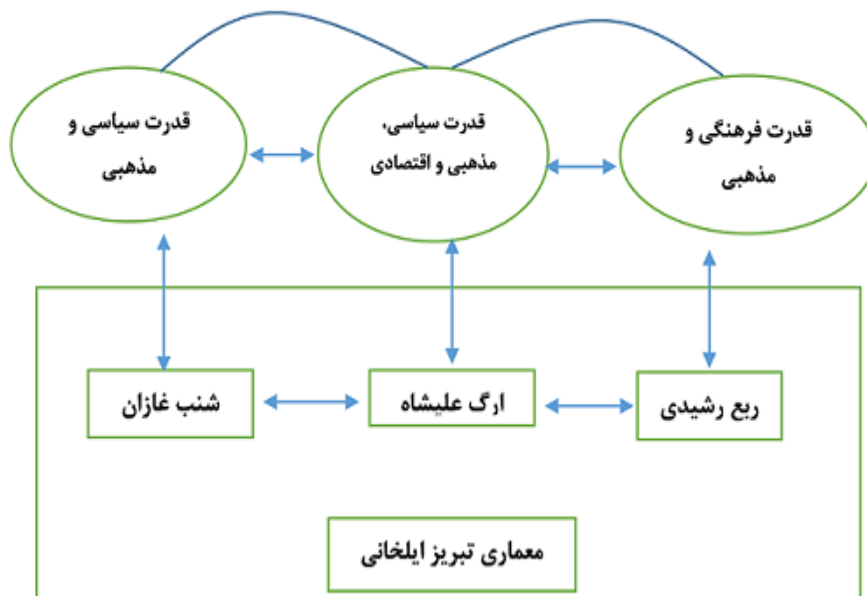 قدرت فرهنگی و
مذهبی
قدرت سیاسی،
مذهبی و اقتصادی
قدرت سیاسی و
مذهبی
ربع رشیدی
ارگ علیشاه
شنب غازان
معماری تبریز ایلخانی